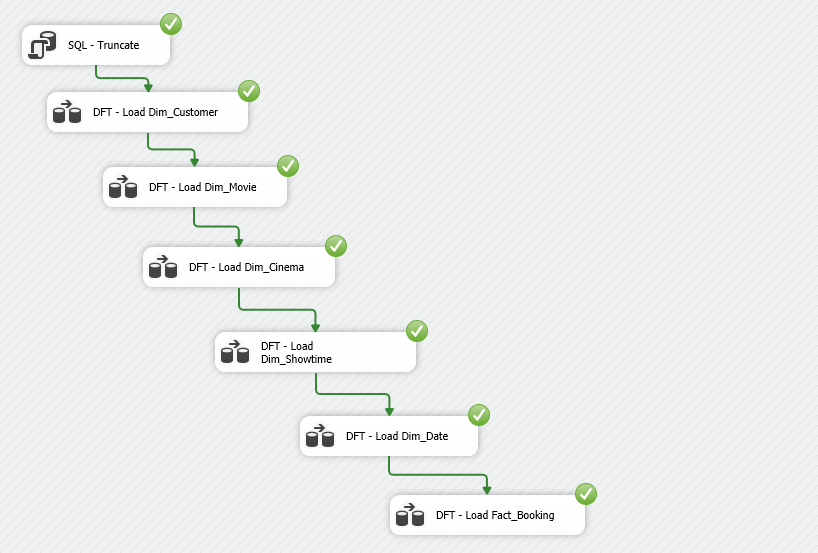 SQL - Truncate
DFT - Load Dim_Customer
DFT - Load Dim_Movie
DFT - Load Dim_Cinema
DFT - Load
Dim_Showtime
DFT - Load Dim_Date
DFT - Load Fact_Booking